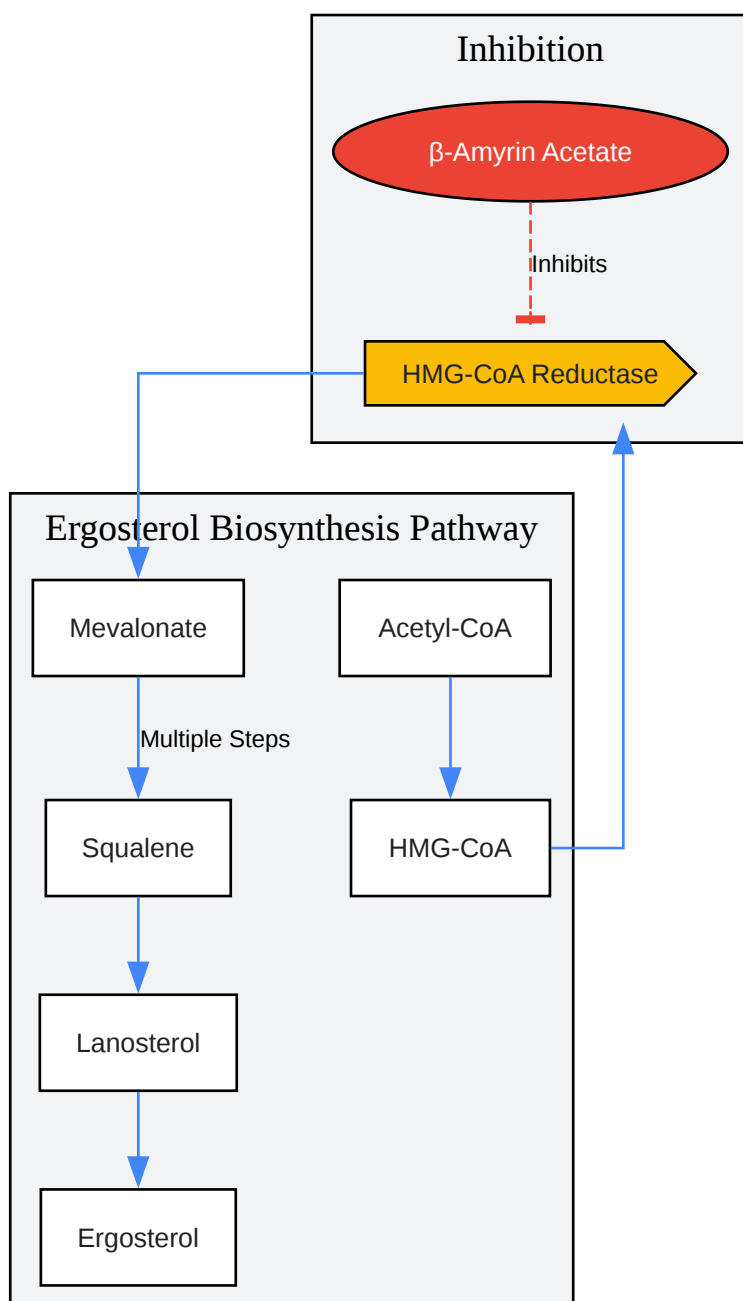 Inhibition
β-Amyrin Acetate
Inhibits
HMG-CoA Reductase
Ergosterol Biosynthesis Pathway
Mevalonate
Acetyl-CoA
Multiple Steps
Squalene
HMG-CoA
Lanosterol
Ergosterol